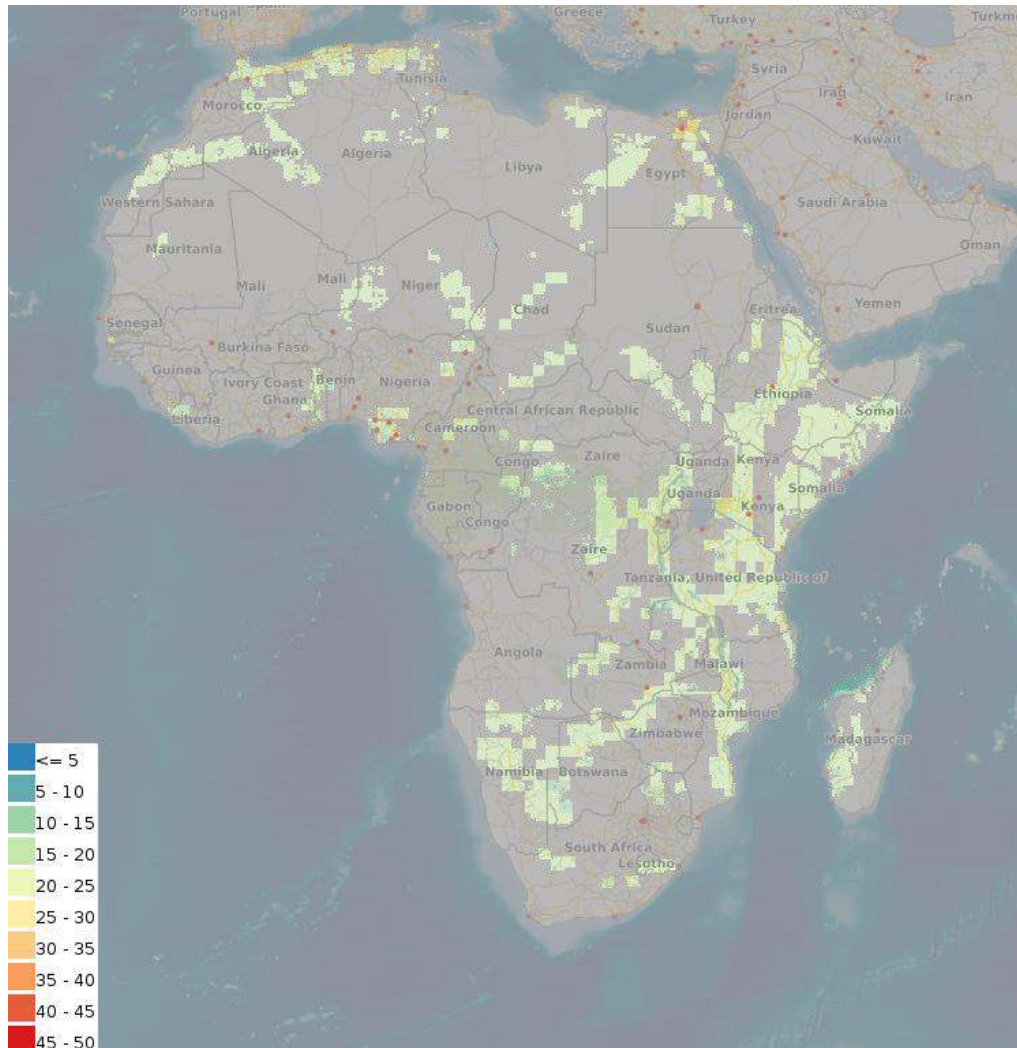 Portugal
Spain
Greece
Turkey
Turkm
Syria
Tunisia
Iraq
Iran
Morocco
Jordan
Kuwait
Algeria
Algeria
Libya
Egypt
Western Sahara
Saudi Arabia
Mauritania
Oman
Mali
Mali
Niger
Chad
Eritrea
Yemen
Senegal
Sudan
Burkina Faso
Guinea
Ivory Coast
Benin
Nigeria
Ethiopia
Ghana
Central African Republic
Somalia
Liberia
Cameroon
Congo
Zaire
Uganda
Kenya
Somalia
Uganda
Gabon
Kenya
Congo
Zaire
Tanzania, United Republic of
Angola
Zambia
Malawi
Mozambique
Zimbabwe
Madagascar
Namibia
Botswana
South Africa
Lesotho
<= 5
5 - 10
10 - 15
15 - 20
20 - 25
25 - 30
30 - 35
35 - 40
40 - 45
45 - 50